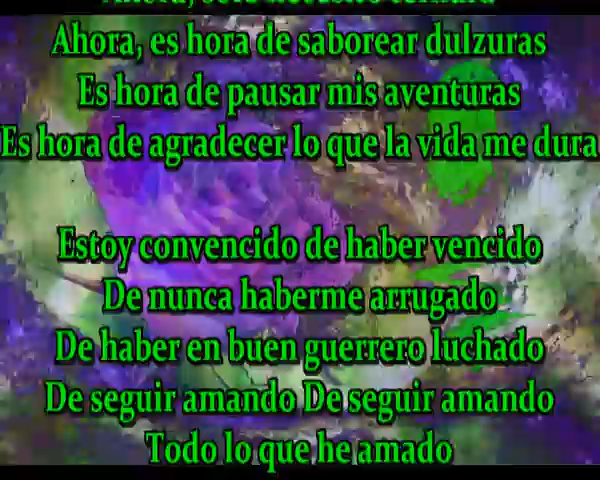 Ahora, es hora de saborear dulzuras
Es hora de pausar mis aventuras
Es hora de agradecer lo que la vida me dura
Estoy convencido de haber vencido
De nunca haberme arrugado
De haber en buen guerrero luchado
De seguir amando De seguir amando
Todo lo que he amado